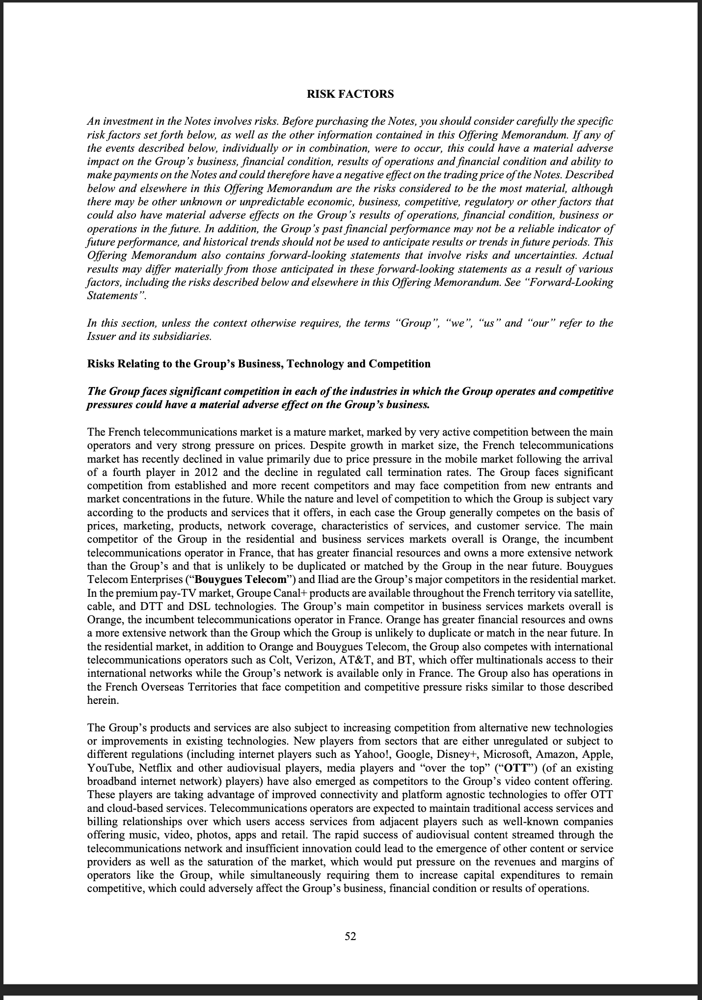 RISK FACTORS
An investment in the Notes involves risks. Before purchasing the Notes, you should consider carefully the specific
risk factors set forth below, as well as the other information contained in this Offering Memorandum. If any of
the events described below, individually or in combination, were to occur, this could have a material adverse
impact on the Group’s business, financial condition, results of operations and financial condition and ability to
make payments on the Notes and could therefore have a negative effect on the trading price of the Notes. Described
below and elsewhere in this Offering Memorandum are the risks considered to be the most material, although
there may be other unknown or unpredictable economic, business, competitive, regulatory or other factors that
could also have material adverse effects on the Group’s results of operations, financial condition, business or
operations in the future. In addition, the Group’s past financial performance may not be a reliable indicator of
future performance, and historical trends should not be used to anticipate results or trends in future periods. This
Offering Memorandum also contains forward-looking statements that involve risks and uncertainties. Actual
results may differ materially from those anticipated in these forward-looking statements as a result of various
factors, including the risks described below and elsewhere in this Offering Memorandum. See “Forward-Looking
Statements”.
In this section, unless the context otherwise requires, the terms “Group”, “we”, “us” and “our” refer to the
Issuer and its subsidiaries.
Risks Relating to the Group’s Business, Technology and Competition
The Group faces significant competition in each of the industries in which the Group operates and competitive
pressures could have a material adverse effect on the Group’s business.
The French telecommunications market is a mature market, marked by very active competition between the main
operators and very strong pressure on prices. Despite growth in market size, the French telecommunications
market has recently declined in value primarily due to price pressure in the mobile market following the arrival
of a fourth player in 2012 and the decline in regulated call termination rates. The Group faces significant
competition from established and more recent competitors and may face competition from new entrants and
market concentrations in the future. While the nature and level of competition to which the Group is subject vary
according to the products and services that it offers, in each case the Group generally competes on the basis of
prices, marketing, products, network coverage, characteristics of services, and customer service. The main
competitor of the Group in the residential and business services markets overall is Orange, the incumbent
telecommunications operator in France, that has greater financial resources and owns a more extensive network
than the Group’s and that is unlikely to be duplicated or matched by the Group in the near future. Bouygues
Telecom Enterprises (“Bouygues Telecom”) and Iliad are the Group’s major competitors in the residential market.
In the premium pay-TV market, Groupe Canal+ products are available throughout the French territory via satellite,
cable, and DTT and DSL technologies. The Group’s main competitor in business services markets overall is
Orange, the incumbent telecommunications operator in France. Orange has greater financial resources and owns
a more extensive network than the Group which the Group is unlikely to duplicate or match in the near future. In
the residential market, in addition to Orange and Bouygues Telecom, the Group also competes with international
telecommunications operators such as Colt, Verizon, AT&T, and BT, which offer multinationals access to their
international networks while the Group’s network is available only in France. The Group also has operations in
the French Overseas Territories that face competition and competitive pressure risks similar to those described
herein.
The Group’s products and services are also subject to increasing competition from alternative new technologies
or improvements in existing technologies. New players from sectors that are either unregulated or subject to
different regulations (including internet players such as Yahoo!, Google, Disney+, Microsoft, Amazon, Apple,
YouTube, Netflix and other audiovisual players, media players and “over the top” (“OTT”) (of an existing
broadband internet network) players) have also emerged as competitors to the Group’s video content offering.
These players are taking advantage of improved connectivity and platform agnostic technologies to offer OTT
and cloud-based services. Telecommunications operators are expected to maintain traditional access services and
billing relationships over which users access services from adjacent players such as well-known companies
offering music, video, photos, apps and retail. The rapid success of audiovisual content streamed through the
telecommunications network and insufficient innovation could lead to the emergence of other content or service
providers as well as the saturation of the market, which would put pressure on the revenues and margins of
operators like the Group, while simultaneously requiring them to increase capital expenditures to remain
competitive, which could adversely affect the Group’s business, financial condition or results of operations.
52